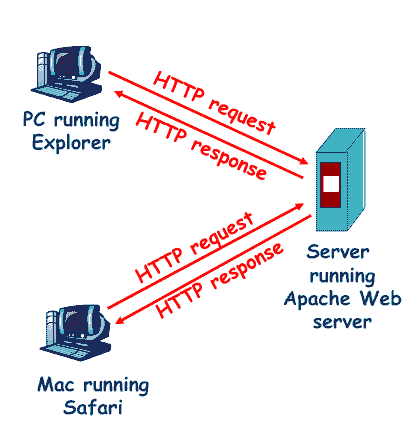 HTTP request
PC running
Explorer
HTTP response
HTTP request
HTTP response
Server
running
Apache Web
server
Mac running
Safari